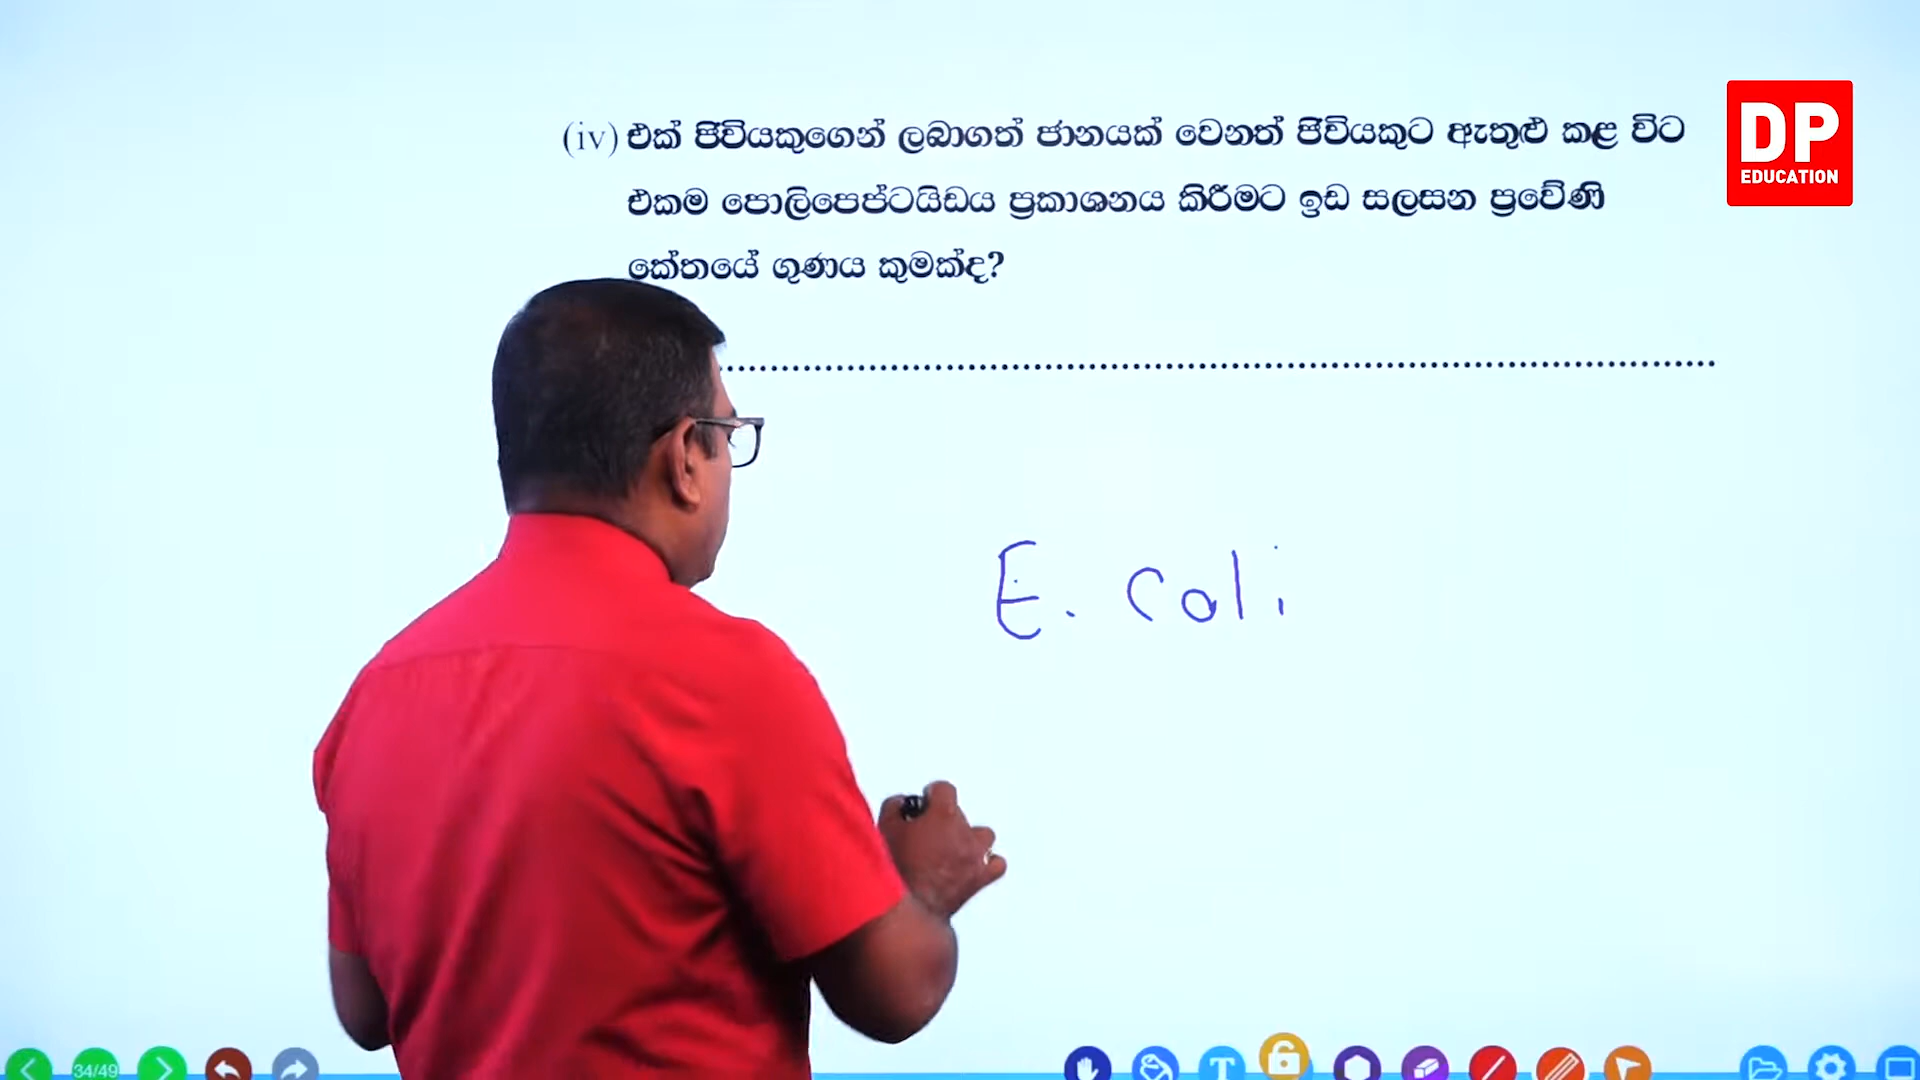 (iv) එක් ජීවියකුගෙන් ලබාගත් ජානයක් වෙනත් ජීවියකුට ඇතුළු කළ විට
එකම පොලිපෙප්ටයිඩය ප්‍රකාශනය කිරීමට ඉඩ සලසන ප්‍රවේණි
කේතයේ ගුණය කුමක්ද?
DP
EDUCATION
E. coli
34/49